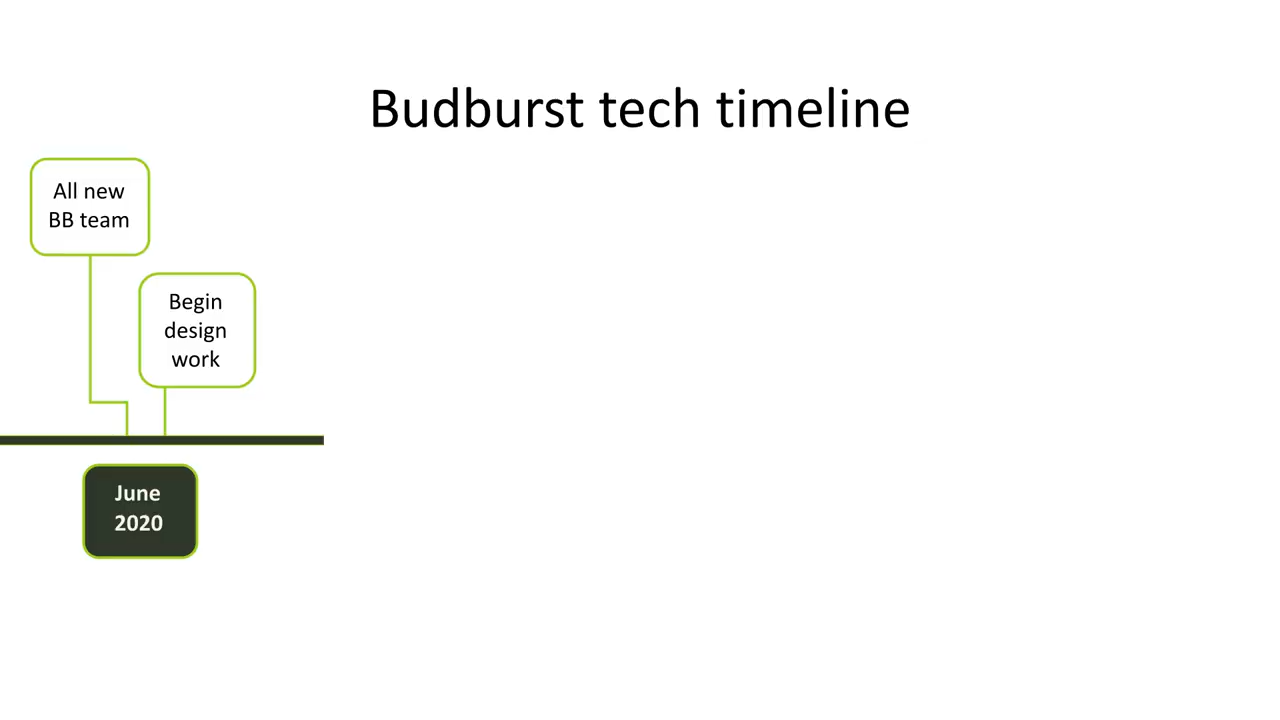 Budburst tech timeline
All new
BB team
Begin
design
work
June
2020